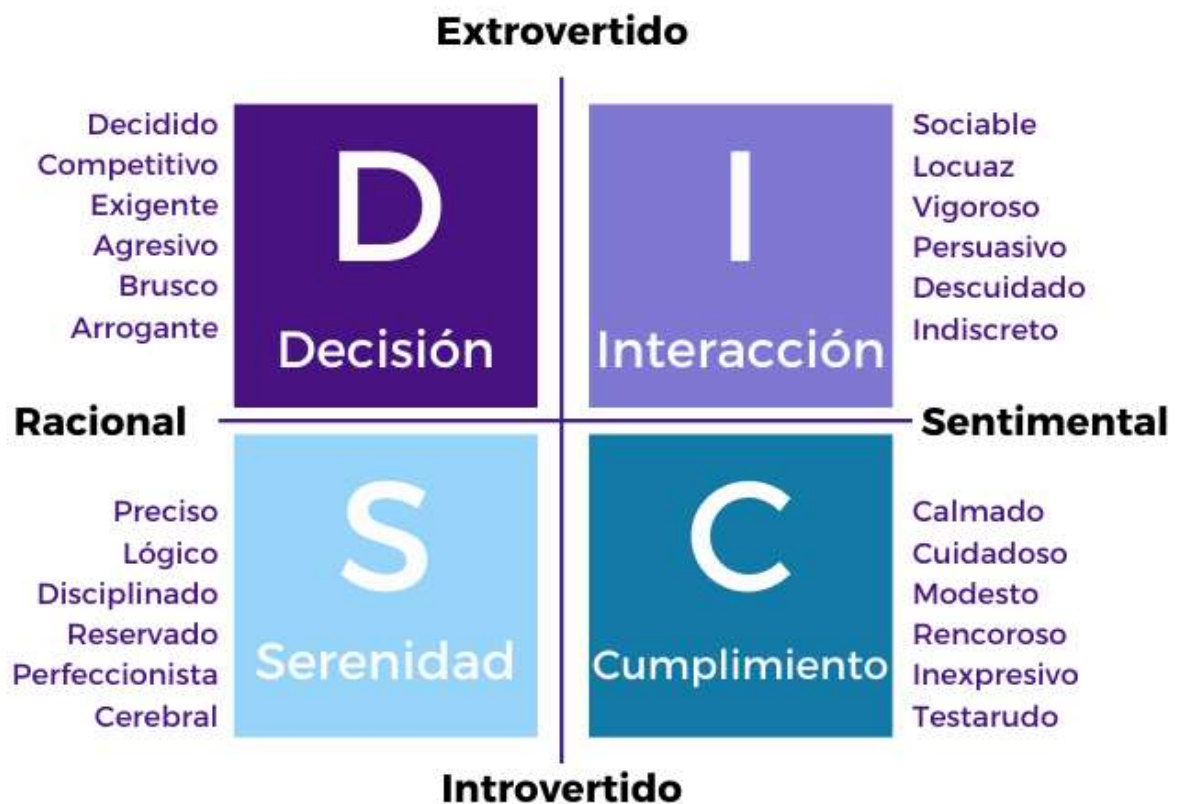 Extrovertido
Decidido
Competitivo
Exigente
Agresivo
Brusco
Arrogante
D
Decisión
I
Interacción
Sociable
Locuaz
Vigoroso
Persuasivo
Descuidado
Indiscreto
Racional
Sentimental
Preciso
Lógico
Disciplinado
Reservado
Perfeccionista
Cerebral
S
Serenidad
C
Cumplimiento
Calmado
Cuidadoso
Modesto
Rencoroso
Inexpresivo
Testarudo
Introvertido